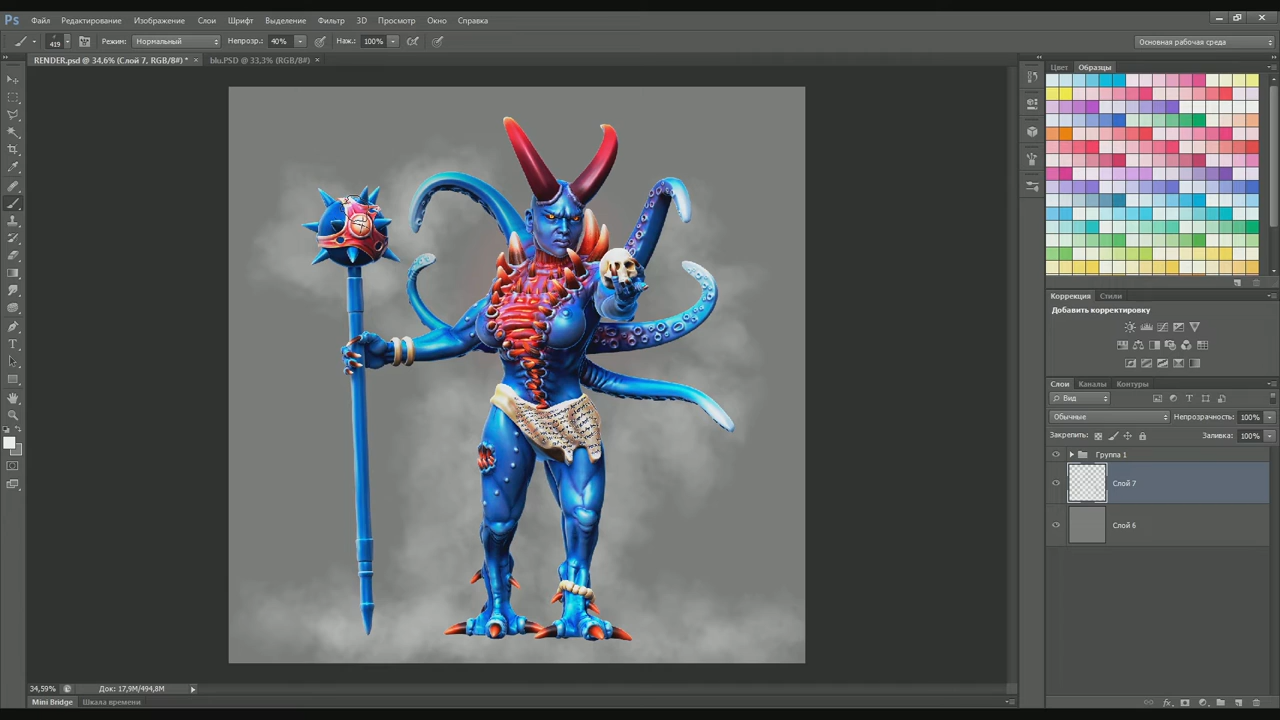 Ps Файл Редактирование Изображение Слои Шрифт Выделение Фильтр 3D Просмотр Окно Справка
419 Режим: Нормальный Непрозр.: 40% Наж.: 100% Основная рабочая среда
RENDER.psd @ 34,6% (Слой 7, RGB/8#) * × blu.PSD @ 33,3% (RGB/8#) ×
Цвет Образцы
Коррекция Стили
Добавить корректировку
Слои Каналы Контуры
Вид
Обычные Непрозрачность: 100%
Закрепить: Заливка: 100%
Группа 1
Слой 7
Слой 6
34,59% Док: 17,9M/494,8M
Mini Bridge Шкала времени